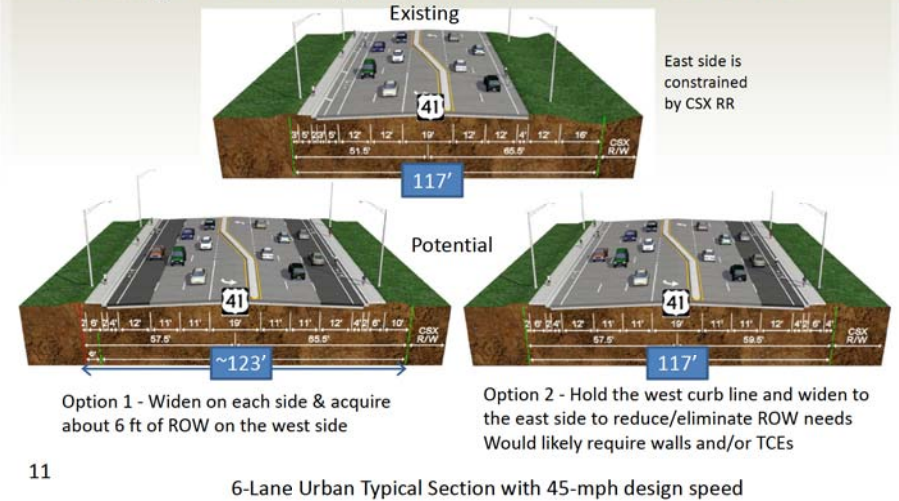 Existing
East side is
constrained
by CSX RR
41
3' 5' 2' 3' 5' 12' 12' 19' 12' 12' 4' 12' 16'
CSX
R/W
51.5' 65.5'
117'
Potential
41
2' 6' 2' 4' 12' 11' 11' 19' 11' 11' 12' 4' 2' 6' 10'
CSX
R/W
57.5' 65.5'
6'
~123'
41
2' 6' 2' 4' 12' 11' 11' 19' 11' 11' 12' 4' 2' 6' 4'
CSX
R/W
57.5' 59.5'
117'
Option 1 - Widen on each side & acquire
about 6 ft of ROW on the west side
Option 2 - Hold the west curb line and widen to
the east side to reduce/eliminate ROW needs
Would likely require walls and/or TCEs
11
6-Lane Urban Typical Section with 45-mph design speed